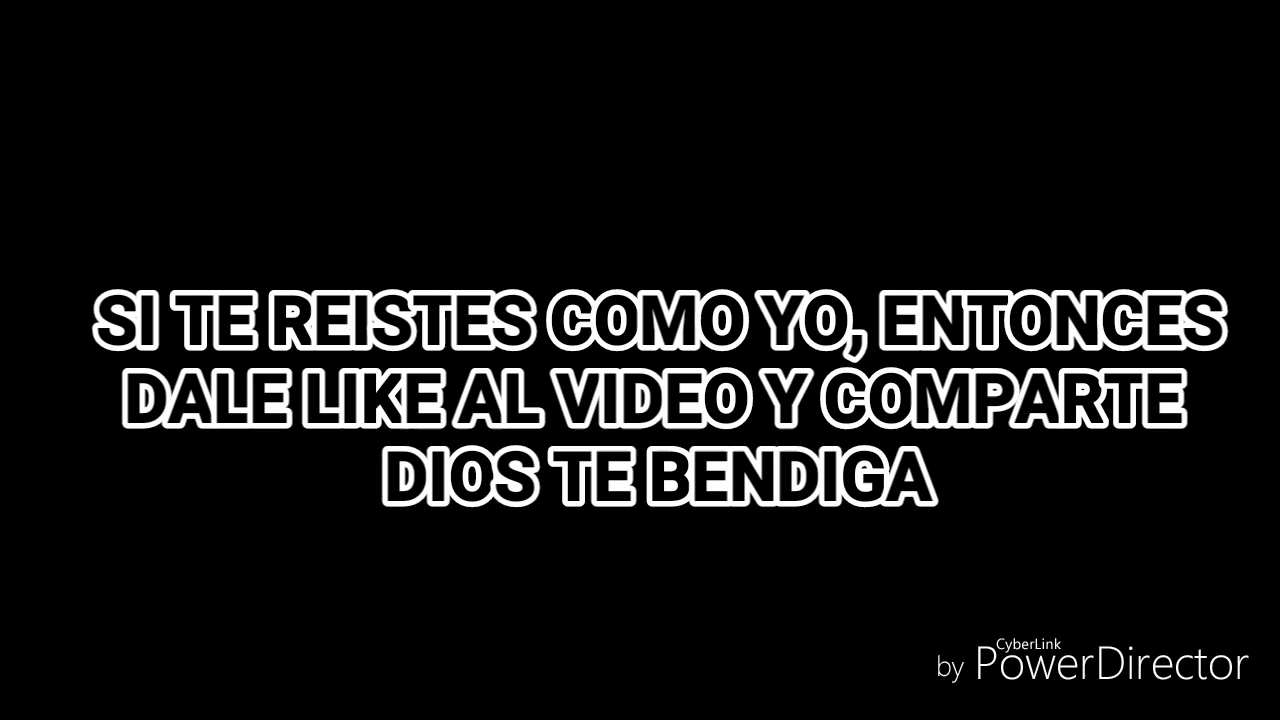 SI TE REISTES COMO YO, ENTONCES
DALE LIKE AL VIDEO Y COMPARTE
DIOS TE BENDIGA
CyberLink
by PowerDirector